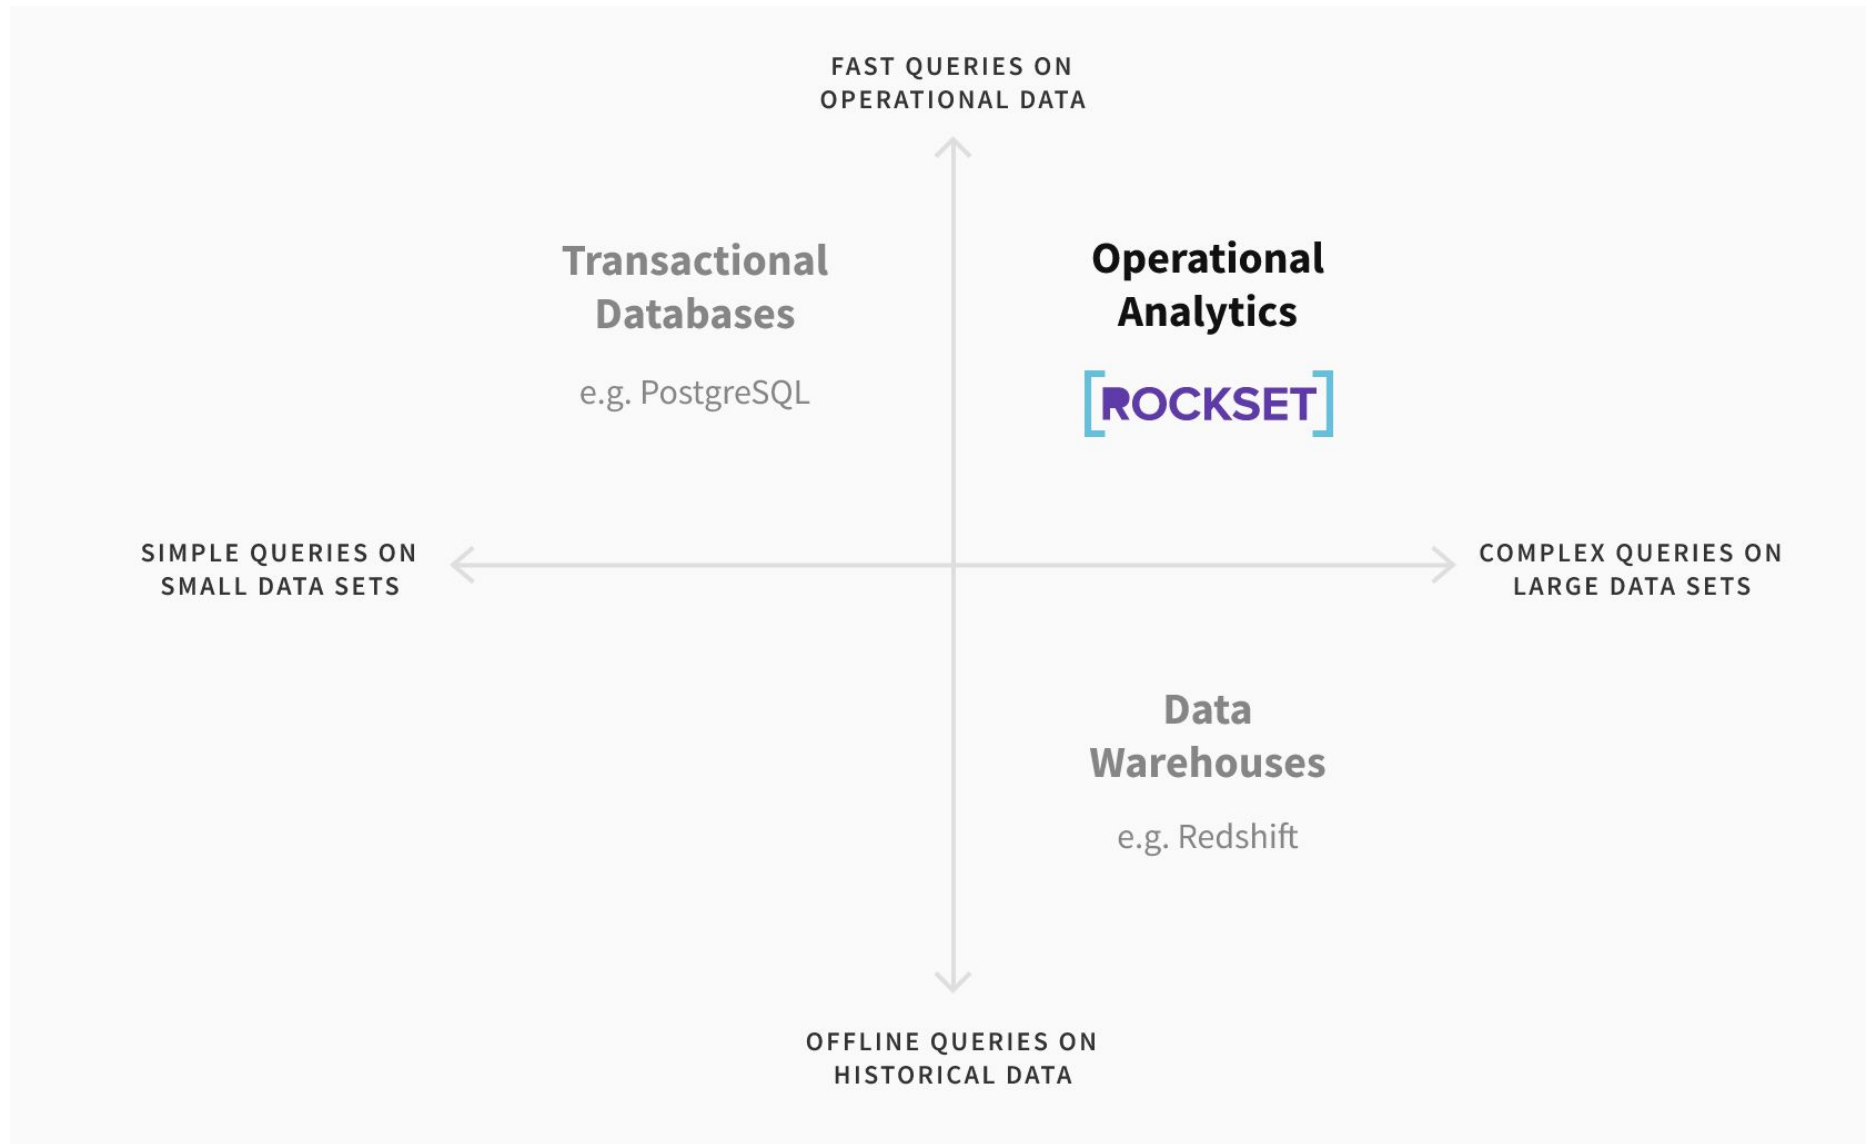 FAST QUERIES ON
OPERATIONAL DATA
Transactional
Databases
e.g. PostgreSQL
Operational
Analytics
[ROCKSET]
SIMPLE QUERIES ON
SMALL DATA SETS
COMPLEX QUERIES ON
LARGE DATA SETS
Data
Warehouses
e.g. Redshift
OFFLINE QUERIES ON
HISTORICAL DATA